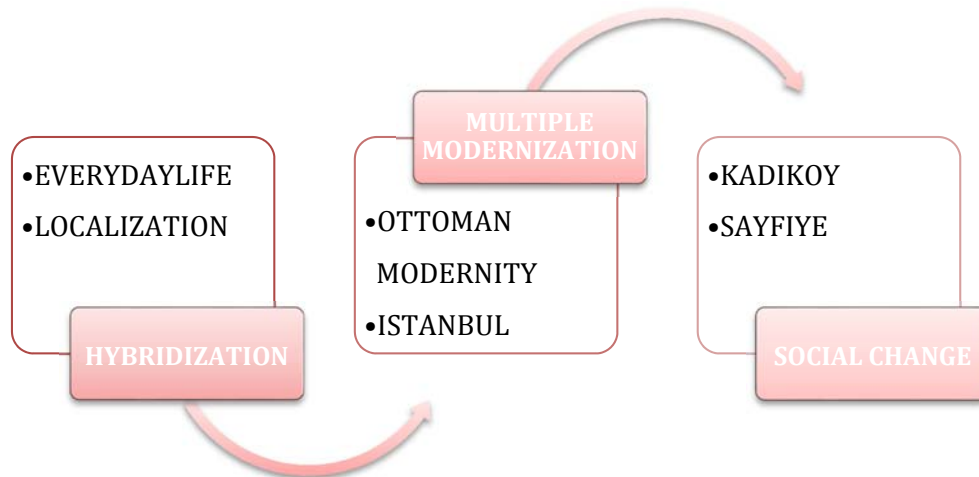 •EVERYDAYLIFE
•LOCALIZATION
HYBRIDIZATION
MULTIPLE
MODERNIZATION
•OTTOMAN
MODERNITY
•ISTANBUL
•KADIKOY
•SAYFIYE
SOCIAL CHANGE